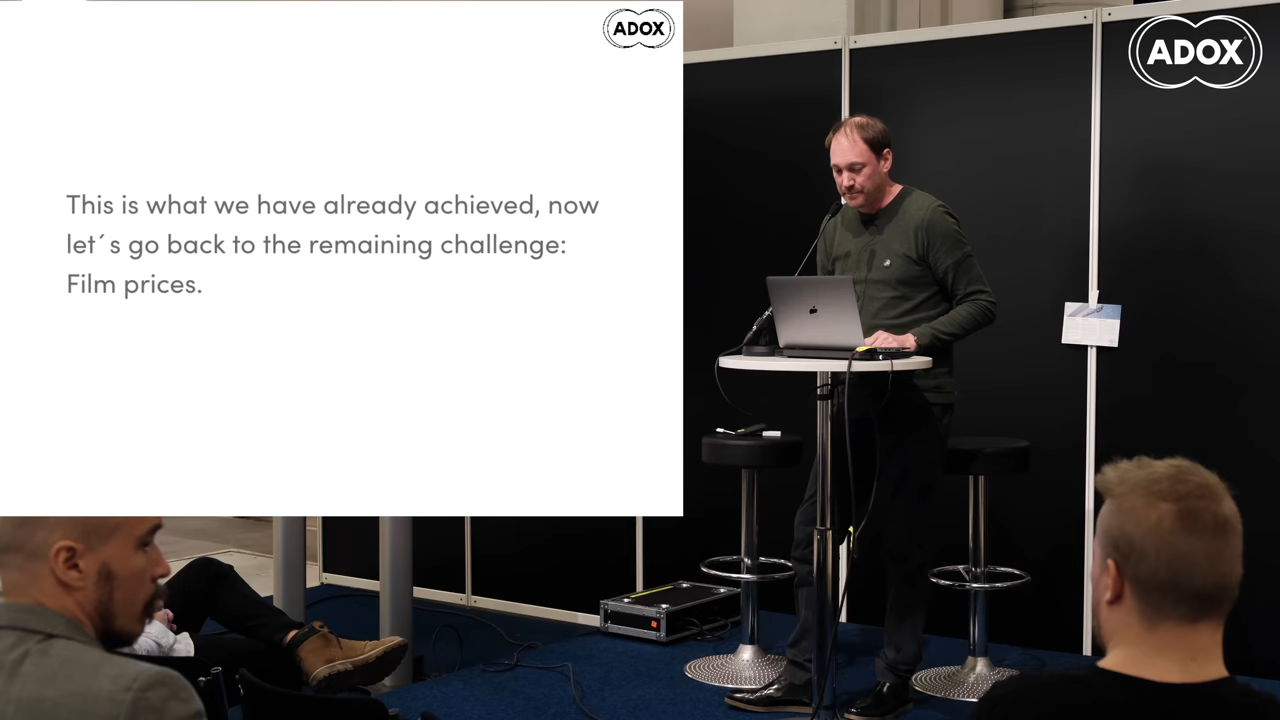 ADOX
ADOX
This is what we have already achieved, now
let´s go back to the remaining challenge:
Film prices.